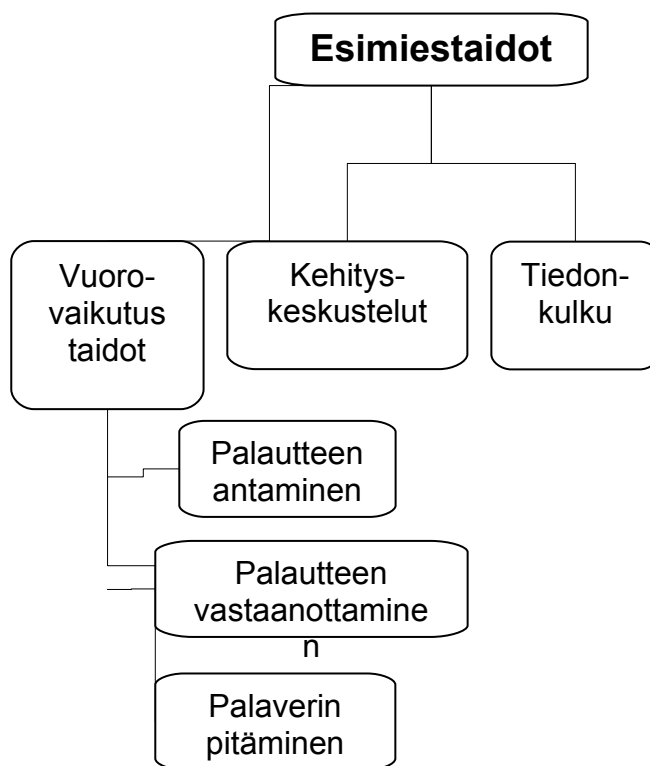 Esimiestaidot
Vuoro-
vaikutus
taidot
Kehitys-
keskustelut
Tiedon-
kulku
Palautteen
antaminen
Palautteen
vastaanottamine
n
Palaverin
pitäminen